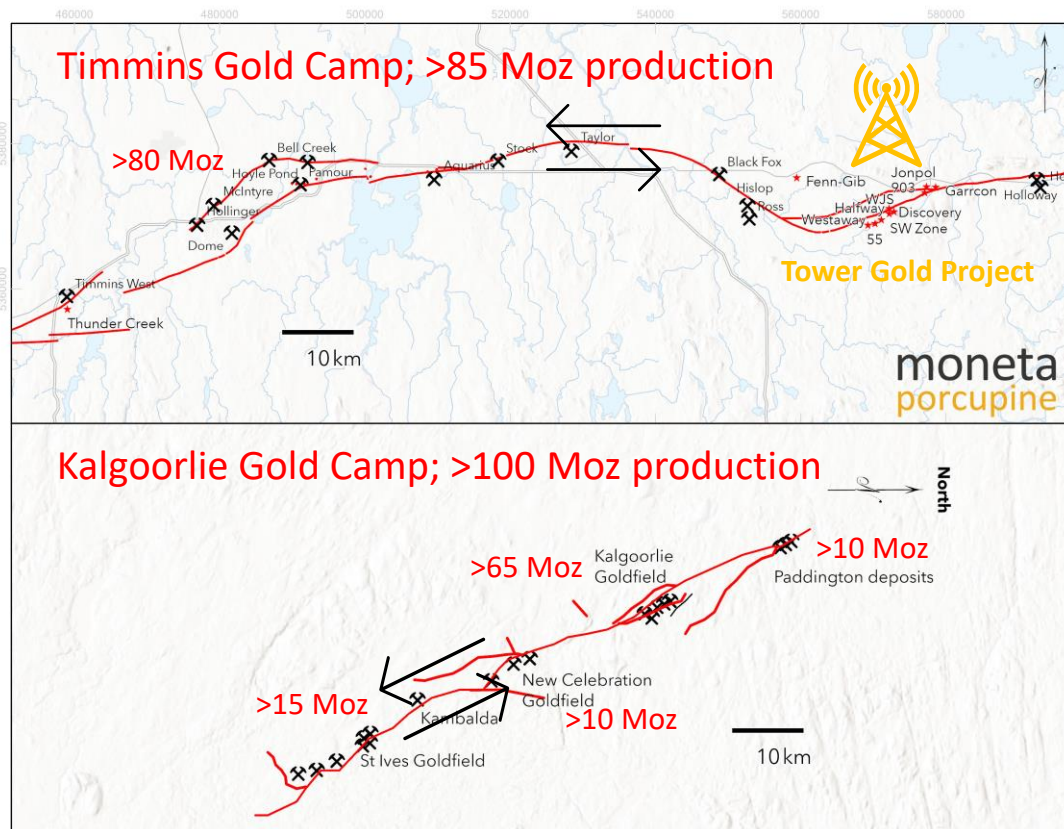 460000
480000
500000
520000
540000
560000
580000
Timmins Gold Camp; >85 Moz production
5380000
Bell Creek
>80 Moz
Hoyle Pond
Pamour
McIntyre
Hollinger
Dome
Timmins West
Thunder Creek
Aquarius
Stock
Taylor
Black Fox
Hislop
Ross
Fenn-Gib
Jonpol
903
Garrcon
WJS
Halfway
Westaway
Discovery
SW Zone
55
Holloway
Ho
Tower Gold Project
5360000
10 km
moneta
porcupine
Kalgoorlie Gold Camp; >100 Moz production
North
Kalgoorlie
Goldfield
>65 Moz
>10 Moz
Paddington deposits
New Celebration
Goldfield
>15 Moz
>10 Moz
Kambalda
St Ives Goldfield
10 km